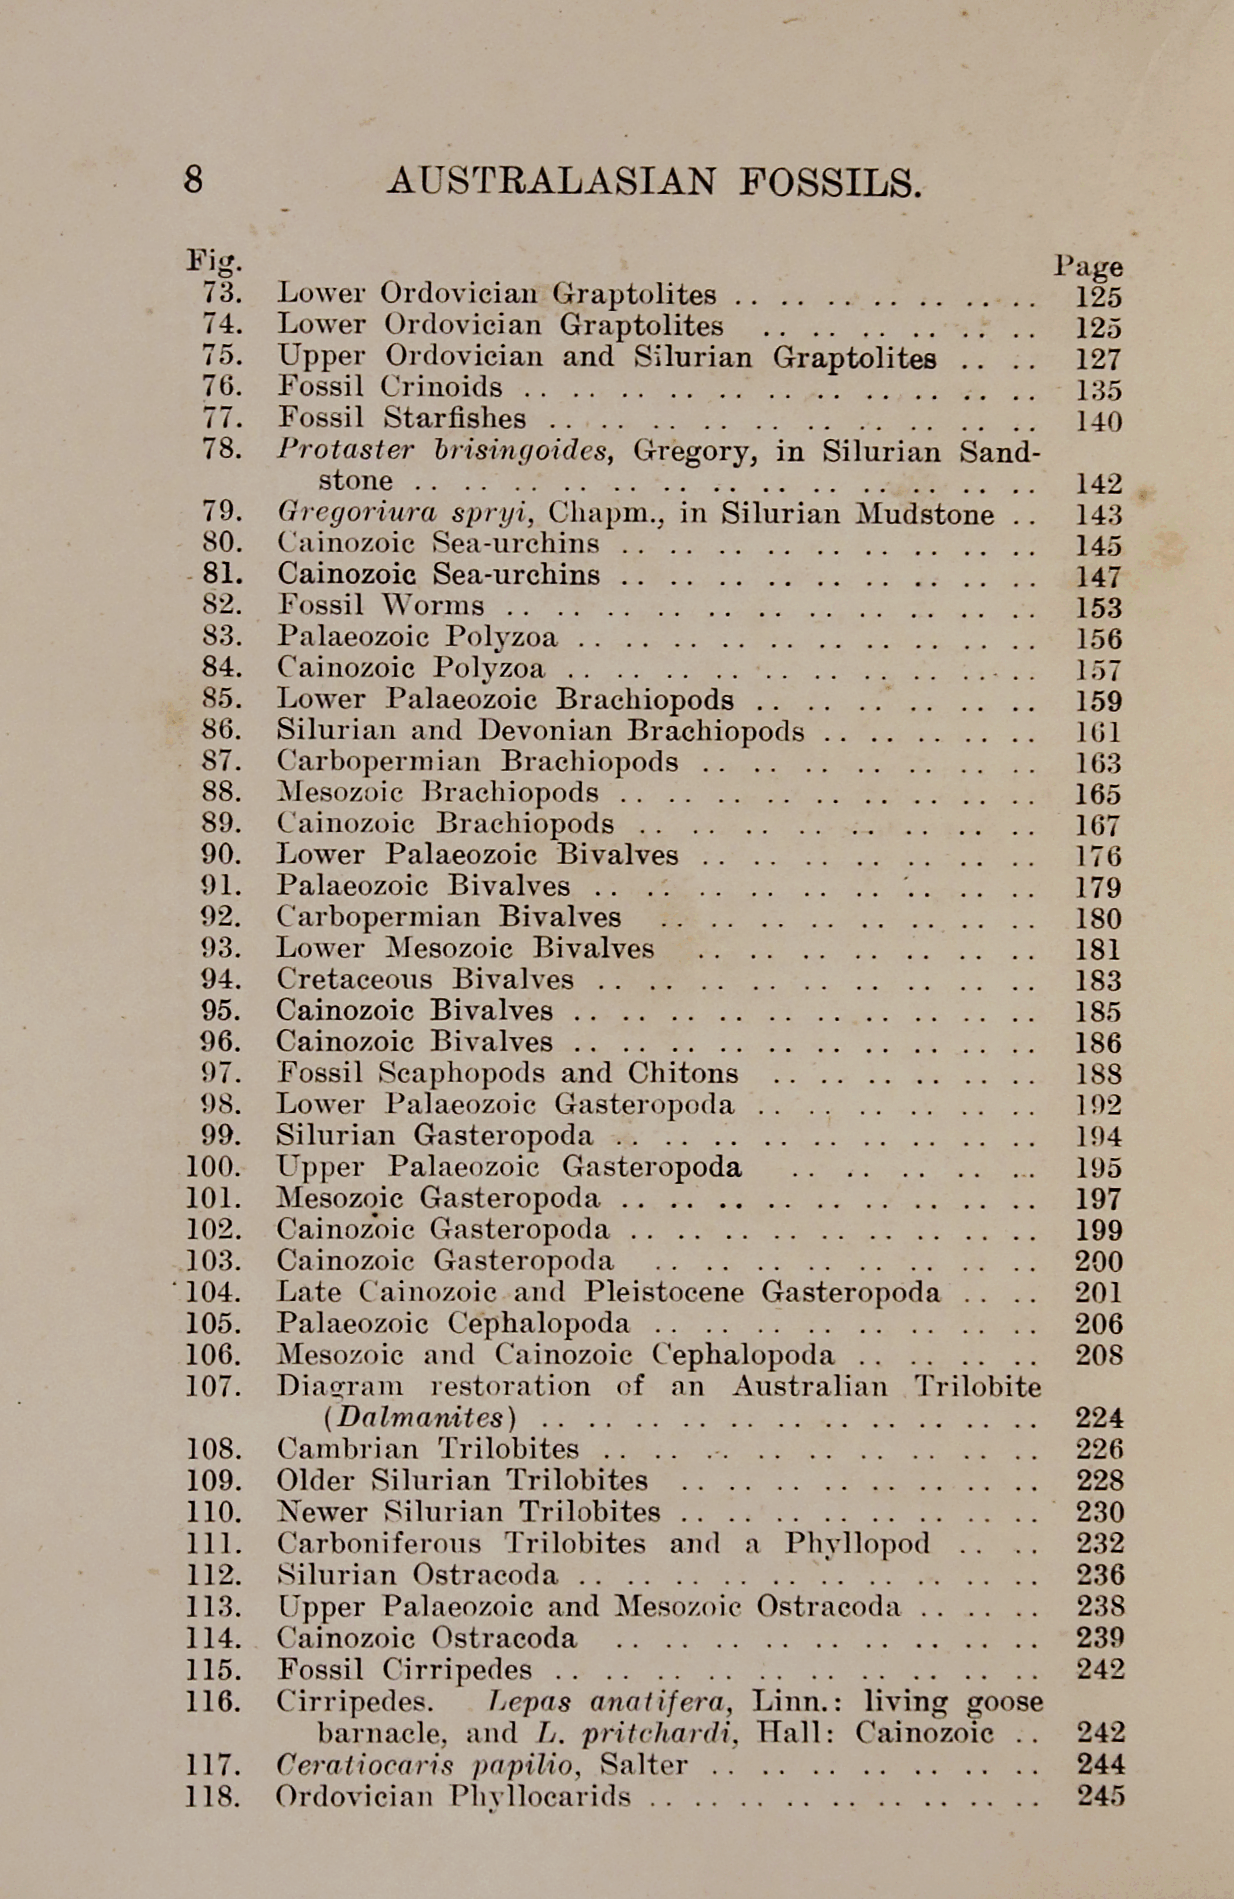 8 AUSTRALASIAN FOSSILS.
Fig. Page
73. Lower Ordovician Graptolites .. .. .. .. .. .. .. 125
74. Lower Ordovician Graptolites .. .. .. .. .. .. 125
75. Upper Ordovician and Silurian Graptolites .. .. 127
76. Fossil Crinoids .. .. .. .. .. .. .. .. .. .. .. 135
77. Fossil Starfishes .. .. .. .. .. .. .. .. .. .. 140
78. Protaster brisingoides, Gregory, in Silurian Sand-
stone .. .. .. .. .. .. .. .. .. .. .. .. .. 142
79. Gregoriura spryi, Chapm., in Silurian Mudstone .. 143
80. Cainozoic Sea-urchins .. .. .. .. .. .. .. .. .. 145
81. Cainozoic Sea-urchins .. .. .. .. .. .. .. .. .. 147
82. Fossil Worms .. .. .. .. .. .. .. .. .. .. .. 153
83. Palaeozoic Polyzoa .. .. .. .. .. .. .. .. .. .. 156
84. Cainozoic Polyzoa .. .. .. .. .. .. .. .. .. .. 157
85. Lower Palaeozoic Brachiopods .. .. .. .. .. .. 159
86. Silurian and Devonian Brachiopods .. .. .. .. .. 161
87. Carbopermian Brachiopods .. .. .. .. .. .. .. 163
88. Mesozoic Brachiopods .. .. .. .. .. .. .. .. .. 165
89. Cainozoic Brachiopods .. .. .. .. .. .. .. .. 167
90. Lower Palaeozoic Bivalves .. .. .. .. .. .. .. 176
91. Palaeozoic Bivalves .. .. .. .. .. .. .. .. .. 179
92. Carbopermian Bivalves .. .. .. .. .. .. .. .. 180
93. Lower Mesozoic Bivalves .. .. .. .. .. .. .. 181
94. Cretaceous Bivalves .. .. .. .. .. .. .. .. .. 183
95. Cainozoic Bivalves .. .. .. .. .. .. .. .. .. .. 185
96. Cainozoic Bivalves .. .. .. .. .. .. .. .. .. .. 186
97. Fossil Scaphopods and Chitons .. .. .. .. .. .. 188
98. Lower Palaeozoic Gasteropoda .. .. .. .. .. .. 192
99. Silurian Gasteropoda .. .. .. .. .. .. .. .. .. 194
100. Upper Palaeozoic Gasteropoda .. .. .. .. .. 195
101. Mesozoic Gasteropoda .. .. .. .. .. .. .. .. .. 197
102. Cainozoic Gasteropoda .. .. .. .. .. .. .. .. .. 199
103. Cainozoic Gasteropoda .. .. .. .. .. .. .. .. 200
104. Late Cainozoic and Pleistocene Gasteropoda .. .. 201
105. Palaeozoic Cephalopoda .. .. .. .. .. .. .. .. 206
106. Mesozoic and Cainozoic Cephalopoda .. .. .. .. 208
107. Diagram restoration of an Australian Trilobite
(Dalmanites) .. .. .. .. .. .. .. .. .. .. .. 224
108. Cambrian Trilobites .. .. .. .. .. .. .. .. .. 226
109. Older Silurian Trilobites .. .. .. .. .. .. .. 228
110. Newer Silurian Trilobites .. .. .. .. .. .. .. 230
111. Carboniferous Trilobites and a Phyllopod .. .. 232
112. Silurian Ostracoda .. .. .. .. .. .. .. .. .. .. 236
113. Upper Palaeozoic and Mesozoic Ostracoda .. .. .. 238
114. Cainozoic Ostracoda .. .. .. .. .. .. .. .. .. 239
115. Fossil Cirripedes .. .. .. .. .. .. .. .. .. .. 242
116. Cirripedes. Lepas anatifera, Linn.: living goose
barnacle, and L. pritchardi, Hall: Cainozoic .. 242
117. Ceratiocaris papilio, Salter .. .. .. .. .. .. .. 244
118. Ordovician Phyllocarids .. .. .. .. .. .. .. .. 245